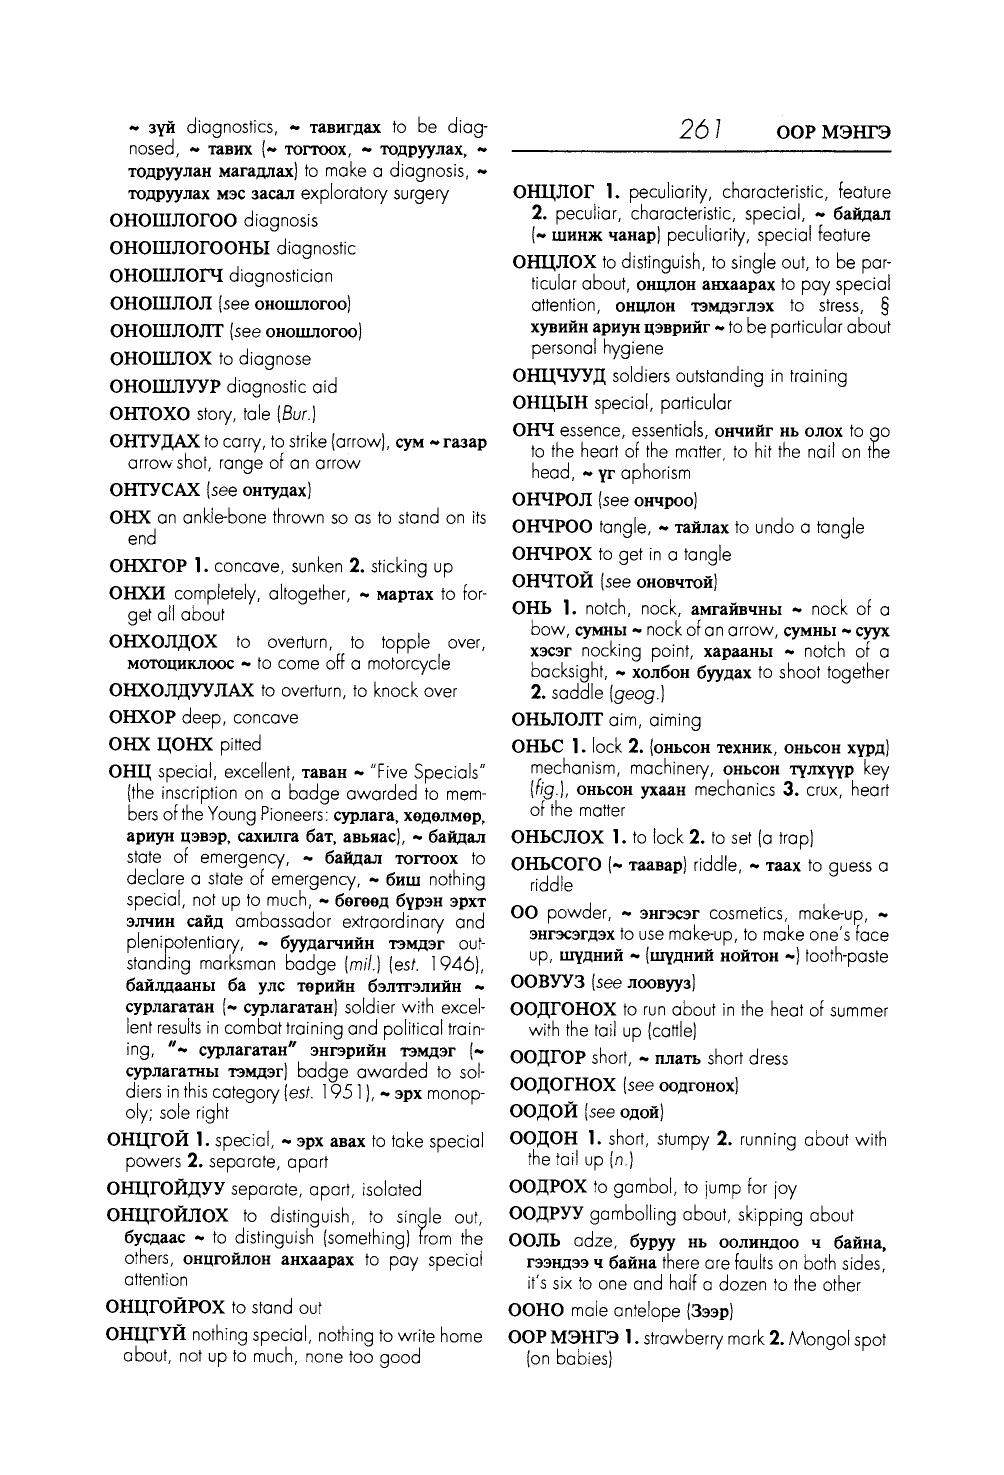 ~ зүй diagnostics, ~ тавигдах to be diag-
nosed, ~ тавих (~ тогтоох, ~ тодруулах, ~
тодруулан магадлах) to make a diagnosis, ~
тодруулах мэс засал exploratory surgery
ОНОШЛОГОО diagnosis
ОНОШЛОГООНЫ diagnostic
ОНОШЛОГЧ diagnostician
ОНОШЛОЛ (see оношлогоо)
ОНОШЛОЛТ (see оношлогоо)
ОНОШЛОХ to diagnose
ОНОШЛУУР diagnostic aid
ОНТОХО story, tale (Bur.)
ОНТУДАХ to carry, to strike (arrow), сум ~ газар
arrow shot, range of an arrow
ОНТУСАХ (see онтудах)
ОНХ an ankle-bone thrown so as to stand on its
end
ОНХГОР 1. concave, sunken 2. sticking up
ОНХИ completely, altogether, ~ мартах to for-
get all about
ОНХОЛДОХ to overturn, to topple over,
мотоциклоос ~ to come off a motorcycle
ОНХОЛДУУЛАХ to overturn, to knock over
ОНХОР deep, concave
ОНХ ЦОНХ pitted
ОНЦ special, excellent, таван ~ "Five Specials"
(the inscription on a badge awarded to mem-
bers of the Young Pioneers: сурлага, хөдөлмөр,
ариун цэвэр, сахилга бат, авьяас), ~ байдал
state of emergency, ~ байдал тогтоох to
declare a state of emergency, ~ биш nothing
special, not up to much, ~ бөгөөд бүрэн эрхт
элчин сайд ambassador extraordinary and
plenipotentiary, ~ буудагчийн тэмдэг out-
standing marksman badge (mil.) (est. 1946),
байлдааны ба улс төрийн бэлтгэлийн ~
сурлагатан (~ сурлагатан) soldier with excel-
lent results in combat training and political train-
ing, "~ сурлагатан" энгэрийн тэмдэг (~
сурлагатны тэмдэг) badge awarded to sol-
diers in this category (est. 1951), ~ эрх monop-
oly; sole right
ОНЦГОЙ 1. special, ~ эрх авах to take special
powers 2. separate, apart
ОНЦГОЙДУУ separate, apart, isolated
ОНЦГОЙЛОХ to distinguish, to single out,
бусдаас ~ to distinguish (something) from the
others, онцгойлон анхаарах to pay special
attention
ОНЦГОЙРОХ to stand out
ОНЦГҮЙ nothing special, nothing to write home
about, not up to much, none too good
261 ООР МЭНГЭ
ОНЦЛОГ 1. peculiarity, characteristic, feature
2. peculiar, characteristic, special, ~ байдал
(~ шинж чанар) peculiarity, special feature
ОНЦЛОХ to distinguish, to single out, to be par-
ticular about, онцлон анхаарах to pay special
attention, онцлон тэмдэглэх to stress, §
хувийн ариун цэврийг ~ to be particular about
personal hygiene
ОНЦЧУУД soldiers outstanding in training
ОНЦЫН special, particular
ОНЧ essence, essentials, ончийг нь олох to go
to the heart of the matter, to hit the nail on the
head, ~ үг aphorism
ОНЧРОЛ (see ончроо)
ОНЧРОО tangle, ~ тайлах to undo a tangle
ОНЧРОХ to get in a tangle
ОНЧТОЙ (see оновчтой)
ОНЬ 1. notch, nock, амгайвчны ~ nock of a
bow, сумны ~ nock of an arrow, сумны ~ суух
хэсэг nocking point, харааны ~ notch of a
backsight, ~ холбон буудах to shoot together
2. saddle (geog.)
ОНЬЛОЛТ aim, aiming
ОНЬС 1. lock 2. (оньсон техник, оньсон хүрд)
mechanism, machinery, оньсон түлхүүр key
(fig.), оньсон ухаан mechanics 3. crux, heart
of the matter
ОНЬСЛОХ 1. to lock 2. to set (a trap)
ОНЬСОГО (~ таавар) riddle, ~ таах to guess a
riddle
ОО powder, ~ энгэсэг cosmetics, make-up, ~
энгэсэгдэх to use make-up, to make one's face
up, шүдний ~ (шүдний нойтон ~) tooth-paste
ООВУУЗ (see лоовууз)
ООДГОНОХ to run about in the heat of summer
with the tail up (cattle)
ООДГОР short, ~ плать short dress
ООДОГНОХ (see оодгонох)
ООДОЙ (see одой)
ООДОН 1. short, stumpy 2. running about with
the tail up (n.)
ООДРОХ to gambol, to jump for joy
ООДРУУ gambolling about, skipping about
ООЛЬ adze, буруу нь оолиндоо ч байна,
гээндээ ч байна there are faults on both sides,
it's six to one and half a dozen to the other
ООНО male antelope (Зээр)
ООР МЭНГЭ 1. strawberry mark 2. Mongol spot
(on babies)